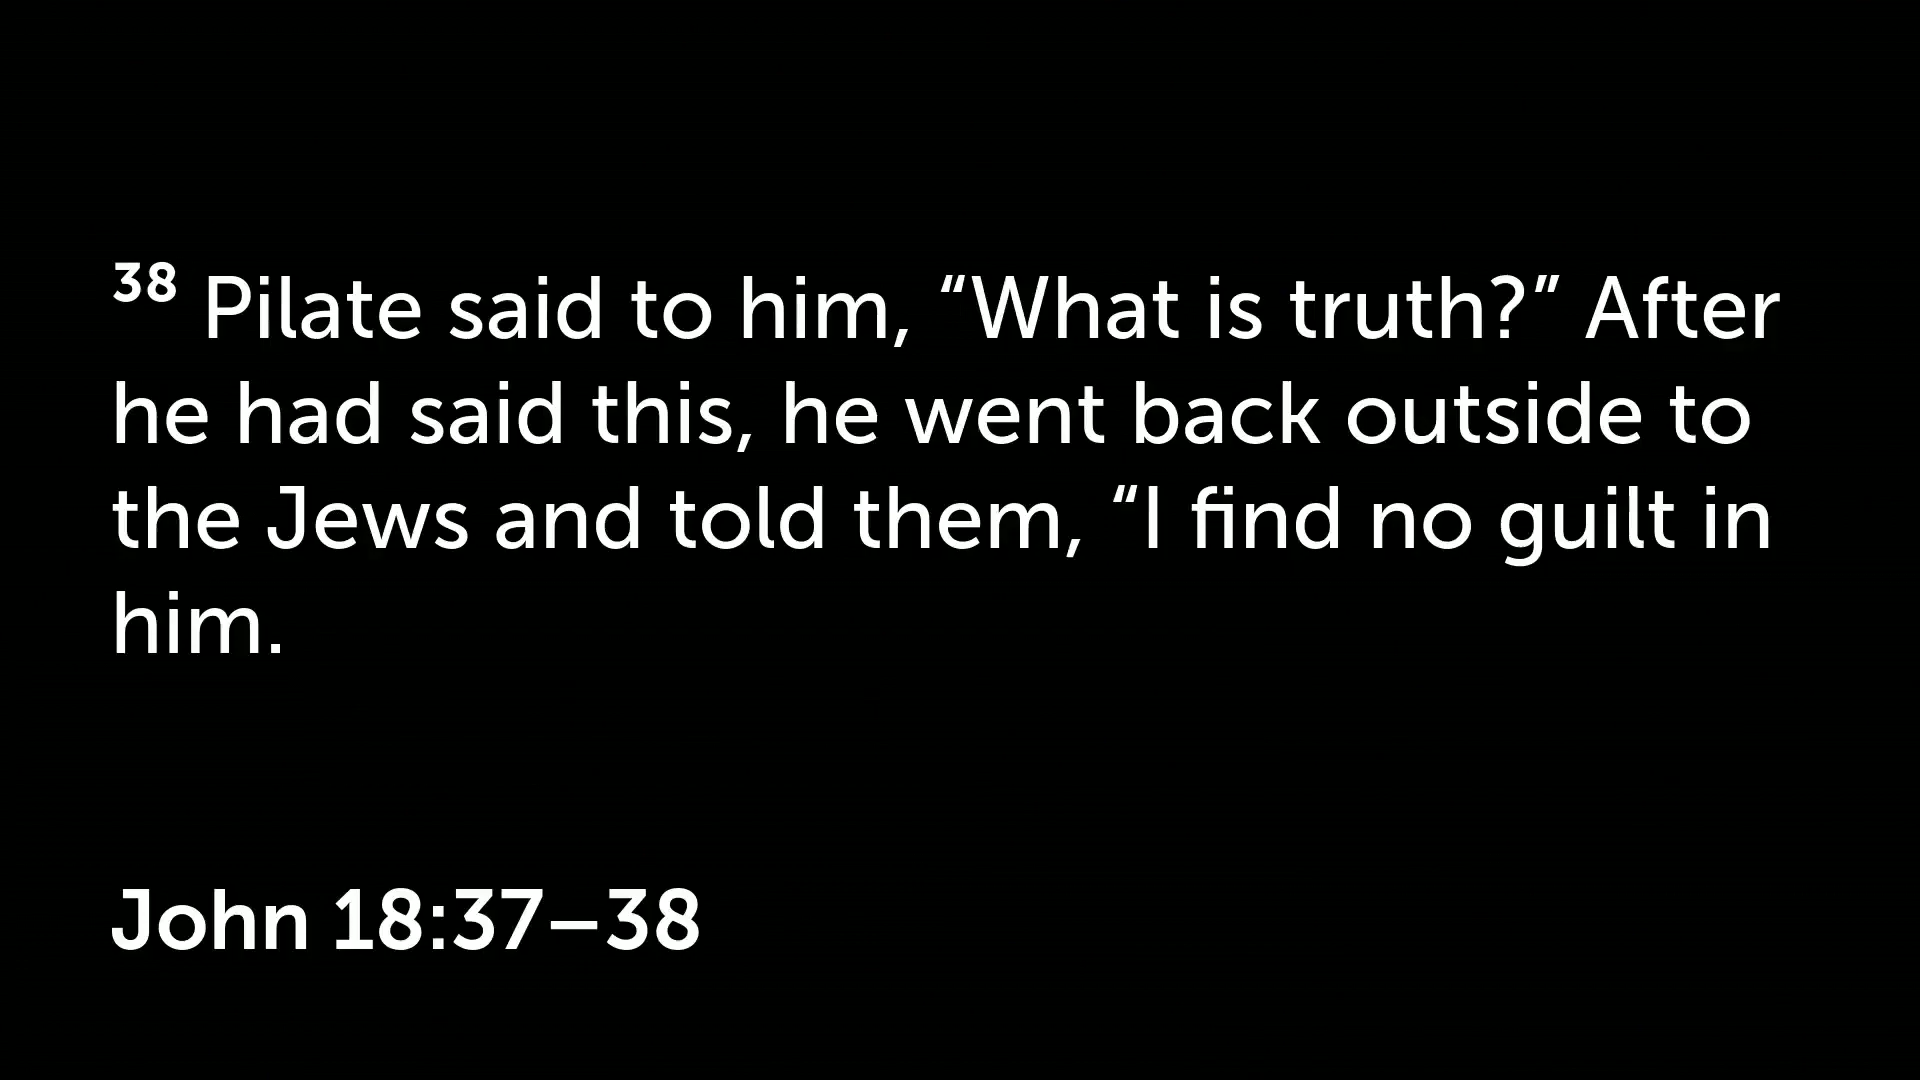 38 Pilate said to him, “What is truth?” After
he had said this, he went back outside to
the Jews and told them, “I find no guilt in
him.
John 18:37–38